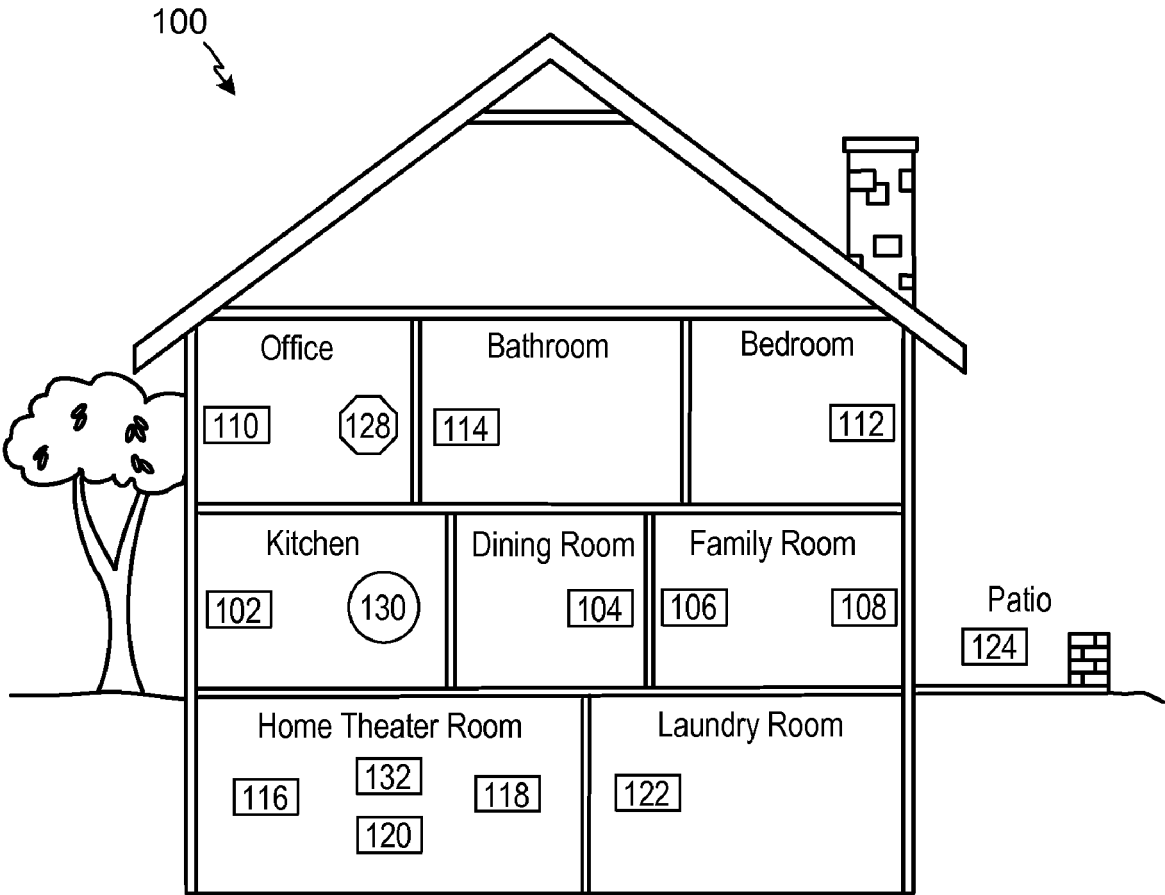 100
Office
Bathroom
Bedroom
110
128
114
112
Kitchen
Dining Room
Family Room
102
130
104
106
108
Patio
124
Home Theater Room
Laundry Room
116
132
118
122
120